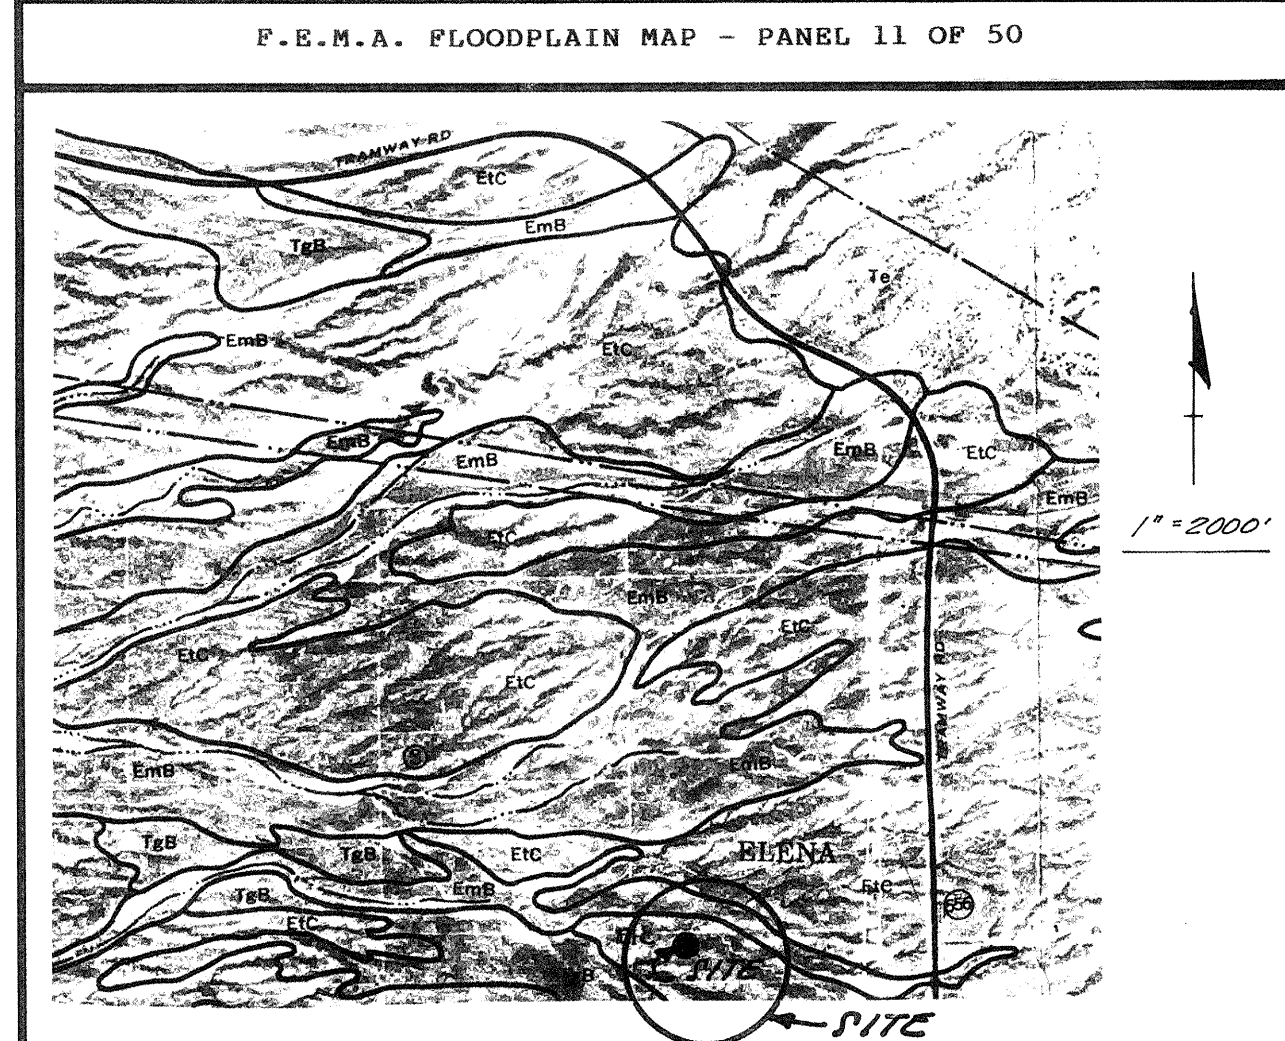 F.E.M.A. FLOODPLAIN MAP - PANEL 11 OF 50
TRAMWAY RD
EtC
EmB
TgB
Te
EmB
EtC
EmB
EmB
EmB
EtC
EmB
1" = 2000'
EtC
EmB
EtC
EtC
EtC
TRAMWAY RD
EmB
EmB
TgB
TgB
EtC
ELENA
EtC
EmB
TgB
556
EtC
SITE
SITE